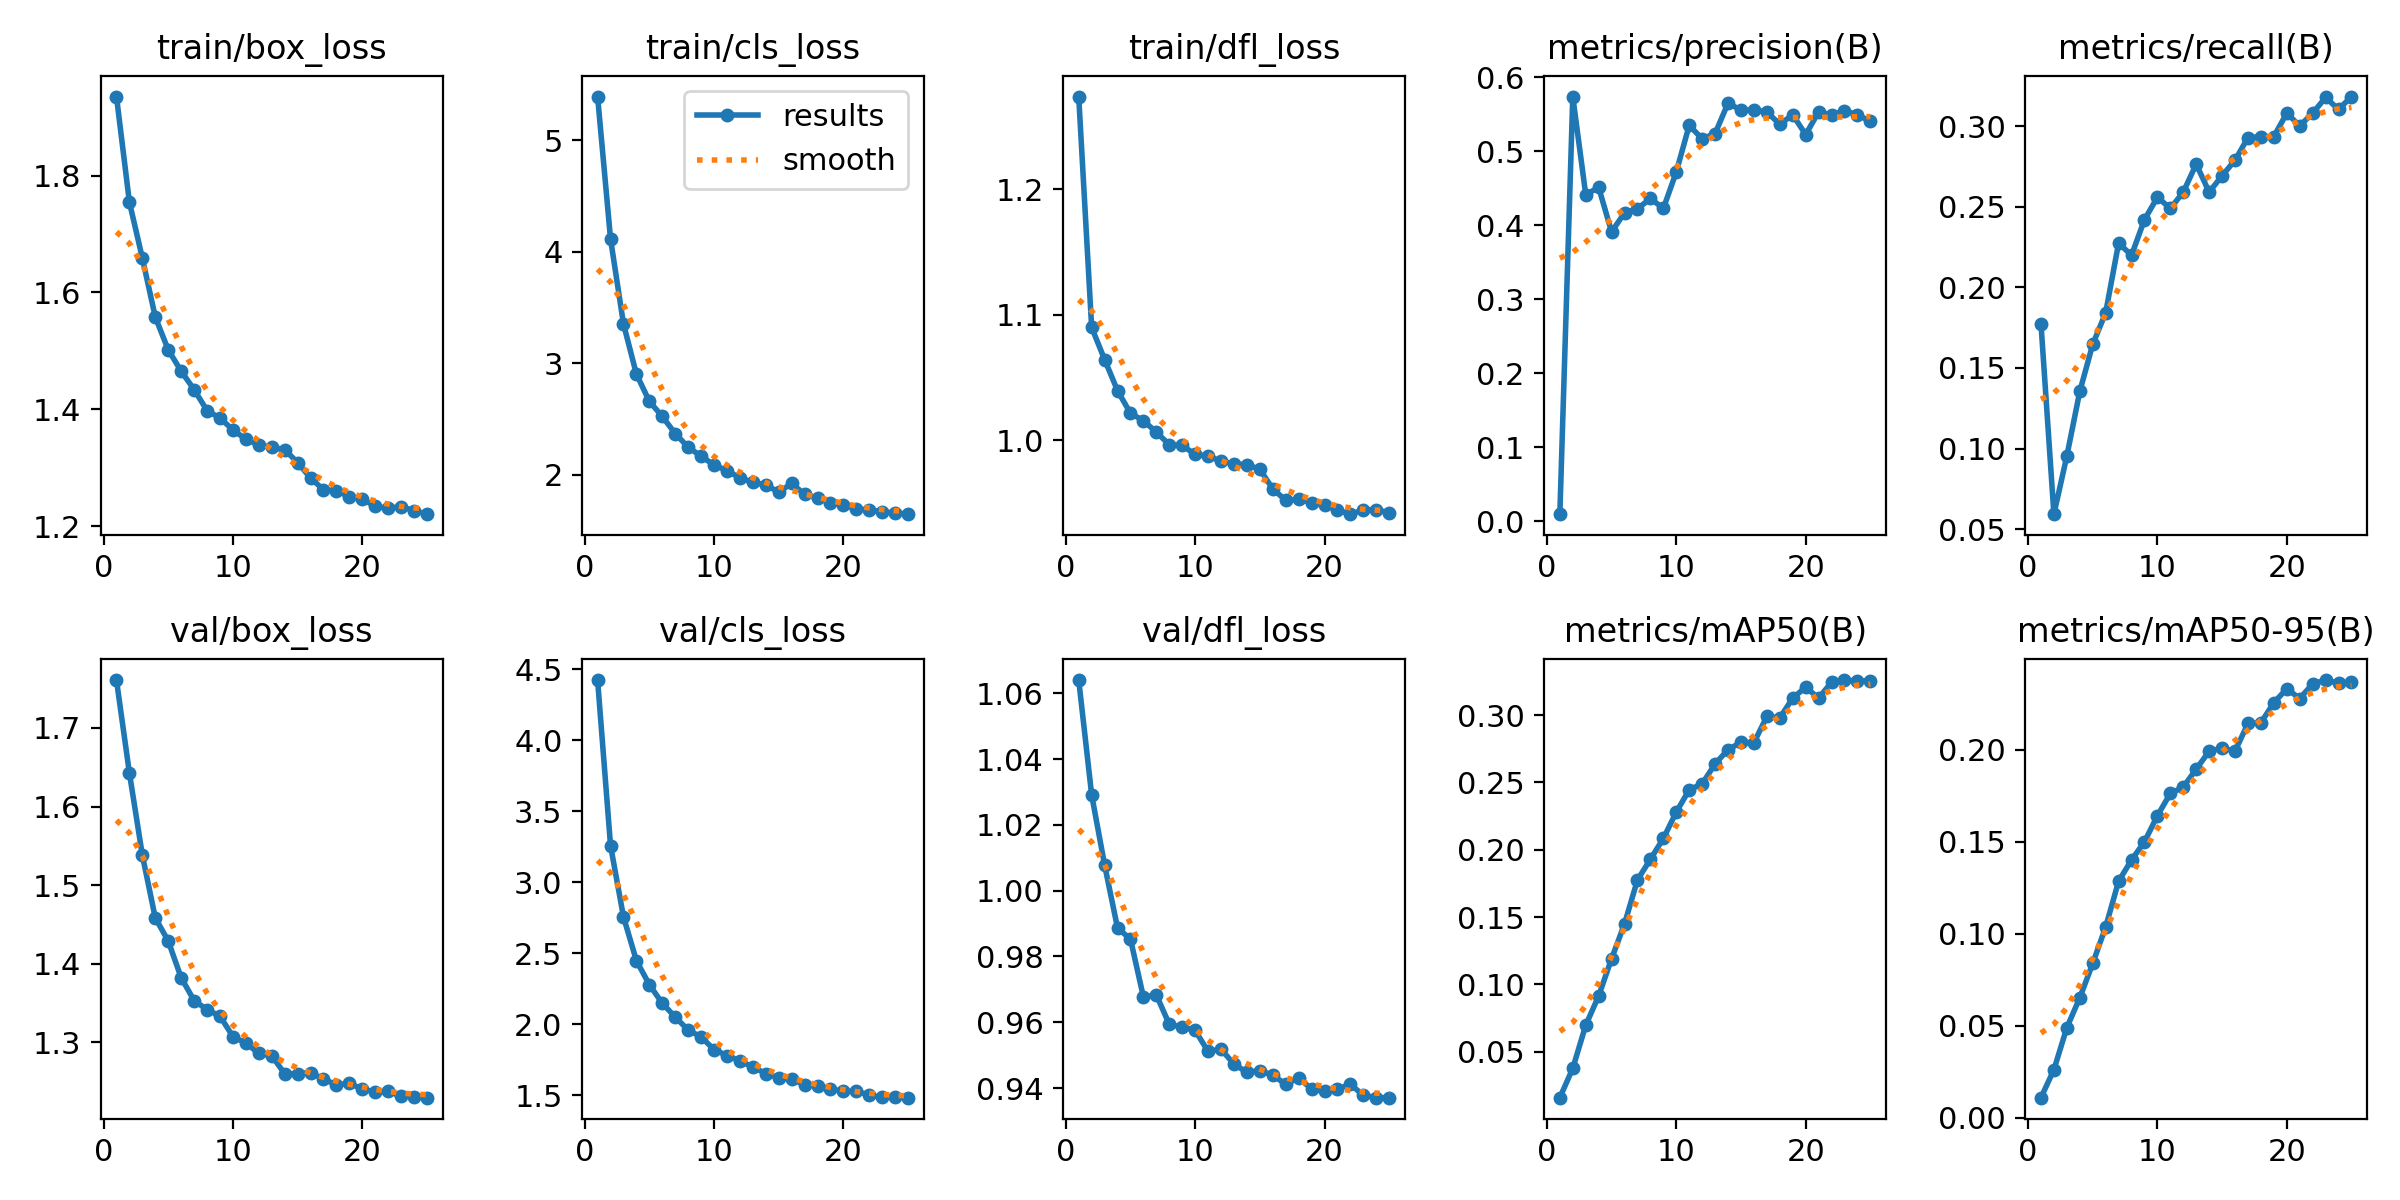 train/box_loss
1.8
1.6
1.4
1.2
0 10 20
train/cls_loss
results
smooth
5
4
3
2
0 10 20
train/dfl_loss
1.2
1.1
1.0
0 10 20
metrics/precision(B)
0.6
0.5
0.4
0.3
0.2
0.1
0.0
0 10 20
metrics/recall(B)
0.30
0.25
0.20
0.15
0.10
0.05
0 10 20
val/box_loss
1.7
1.6
1.5
1.4
1.3
0 10 20
val/cls_loss
4.5
4.0
3.5
3.0
2.5
2.0
1.5
0 10 20
val/dfl_loss
1.06
1.04
1.02
1.00
0.98
0.96
0.94
0 10 20
metrics/mAP50(B)
0.30
0.25
0.20
0.15
0.10
0.05
0 10 20
metrics/mAP50-95(B)
0.20
0.15
0.10
0.05
0.00
0 10 20